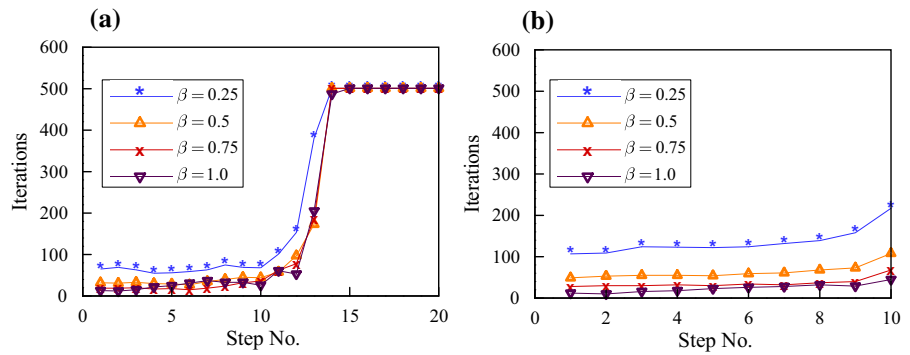 (a)
600
500
400
300
200
100
0
0
5
10
15
20
Iterations
Step No.
β = 0.25
β = 0.5
β = 0.75
β = 1.0
(b)
600
500
400
300
200
100
0
0
2
4
6
8
10
Iterations
Step No.
β = 0.25
β = 0.5
β = 0.75
β = 1.0